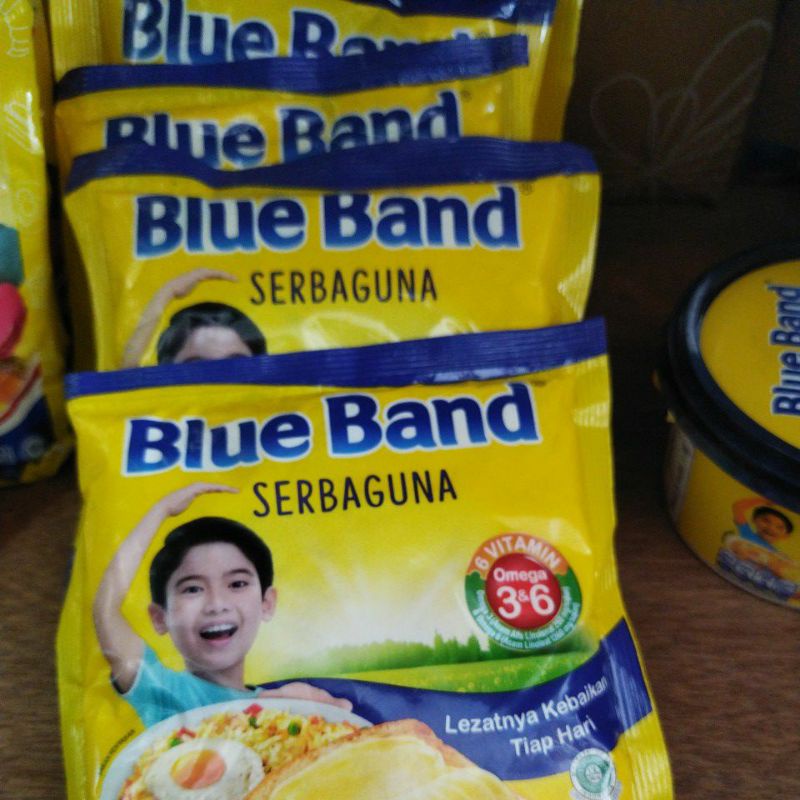 Blue Band
Blue Band
Blue Band
SERBAGUNA
Blue Band
SERBAGUNA
6 VITAMIN
Omega
3&6
Lezatnya Kebaikan
Tiap Hari
Blue Band